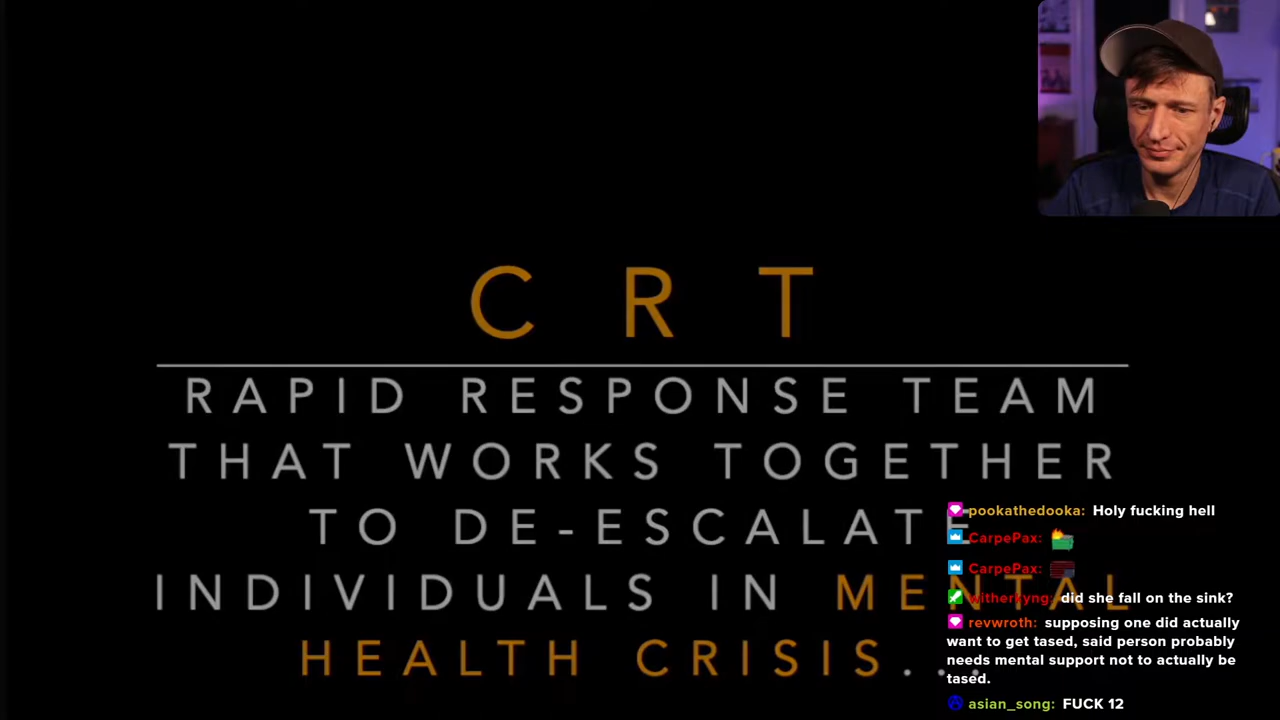 C R T
RAPID RESPONSE TEAM
THAT WORKS TOGETHER
TO DE-ESCALATE
INDIVIDUALS IN MENTAL
HEALTH CRISIS...
pookathedooka: Holy fucking hell
CarpePax:
CarpePax:
witherkyng: did she fall on the sink?
revwroth: supposing one did actually
want to get tased, said person probably
needs mental support not to actually be
tased.
asian_song: FUCK 12